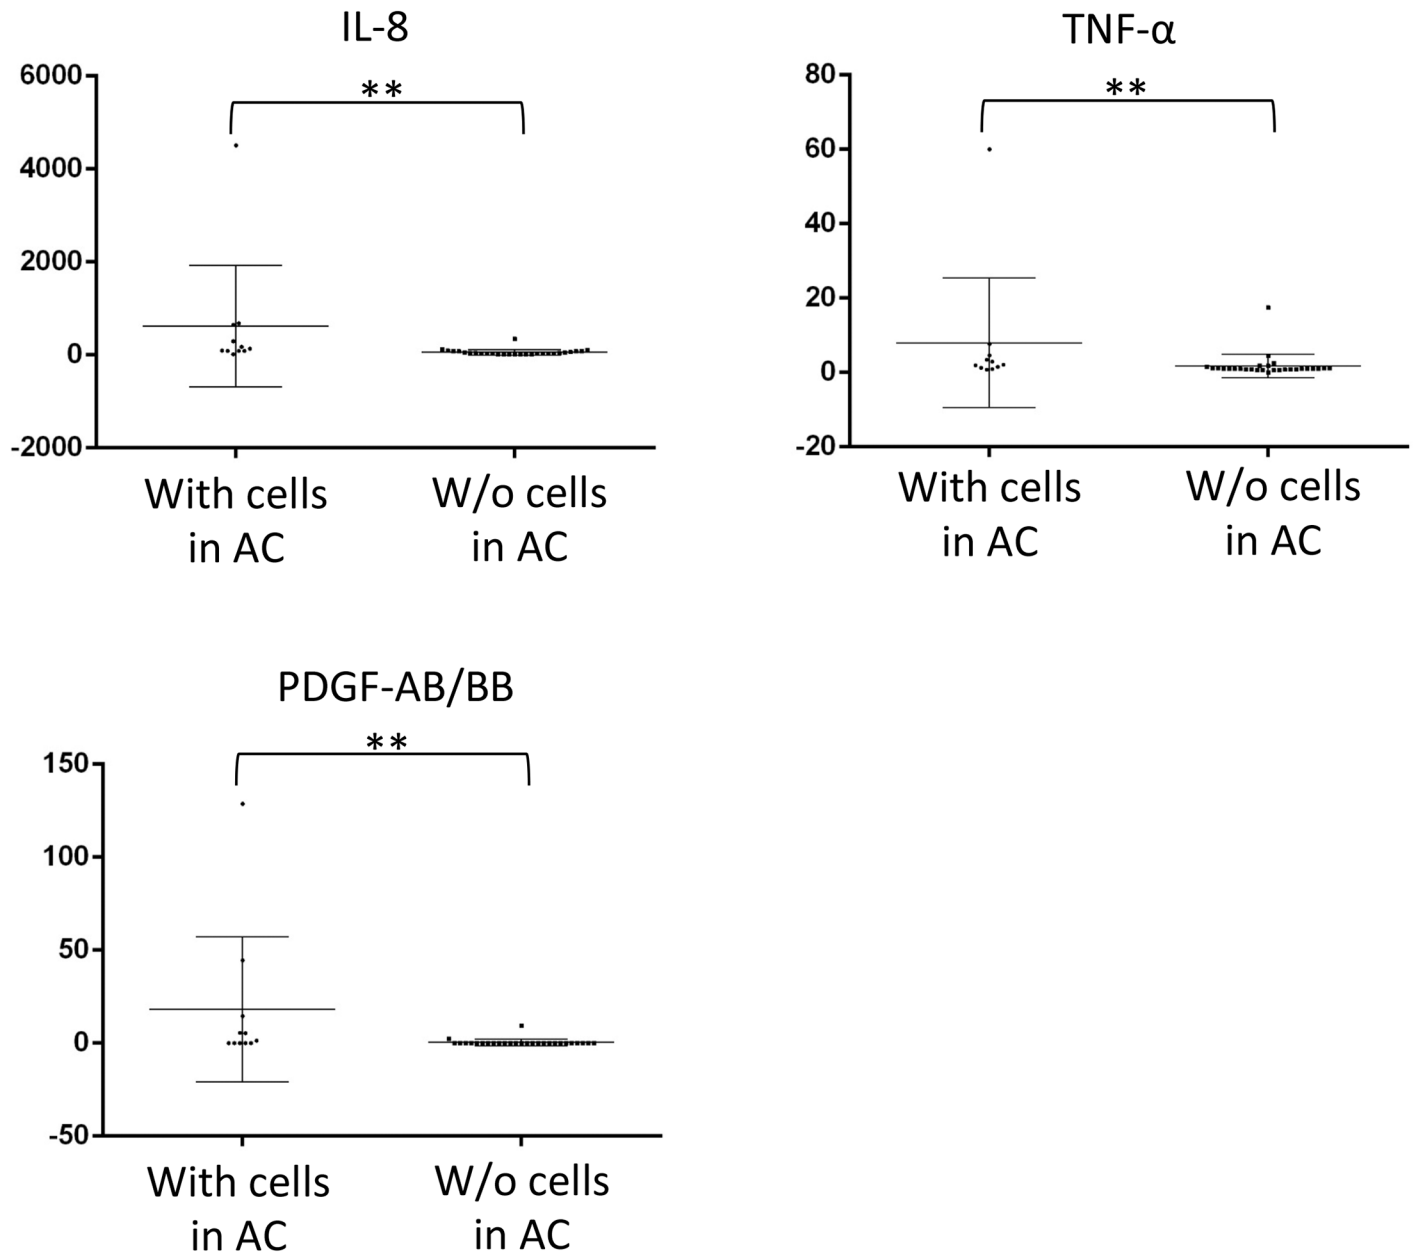 IL-8
6000
4000
2000
0
-2000
**
With cells
in AC
W/o cells
in AC
TNF-α
80
60
40
20
0
-20
**
With cells
in AC
W/o cells
in AC
PDGF-AB/BB
150
100
50
0
-50
**
With cells
in AC
W/o cells
in AC